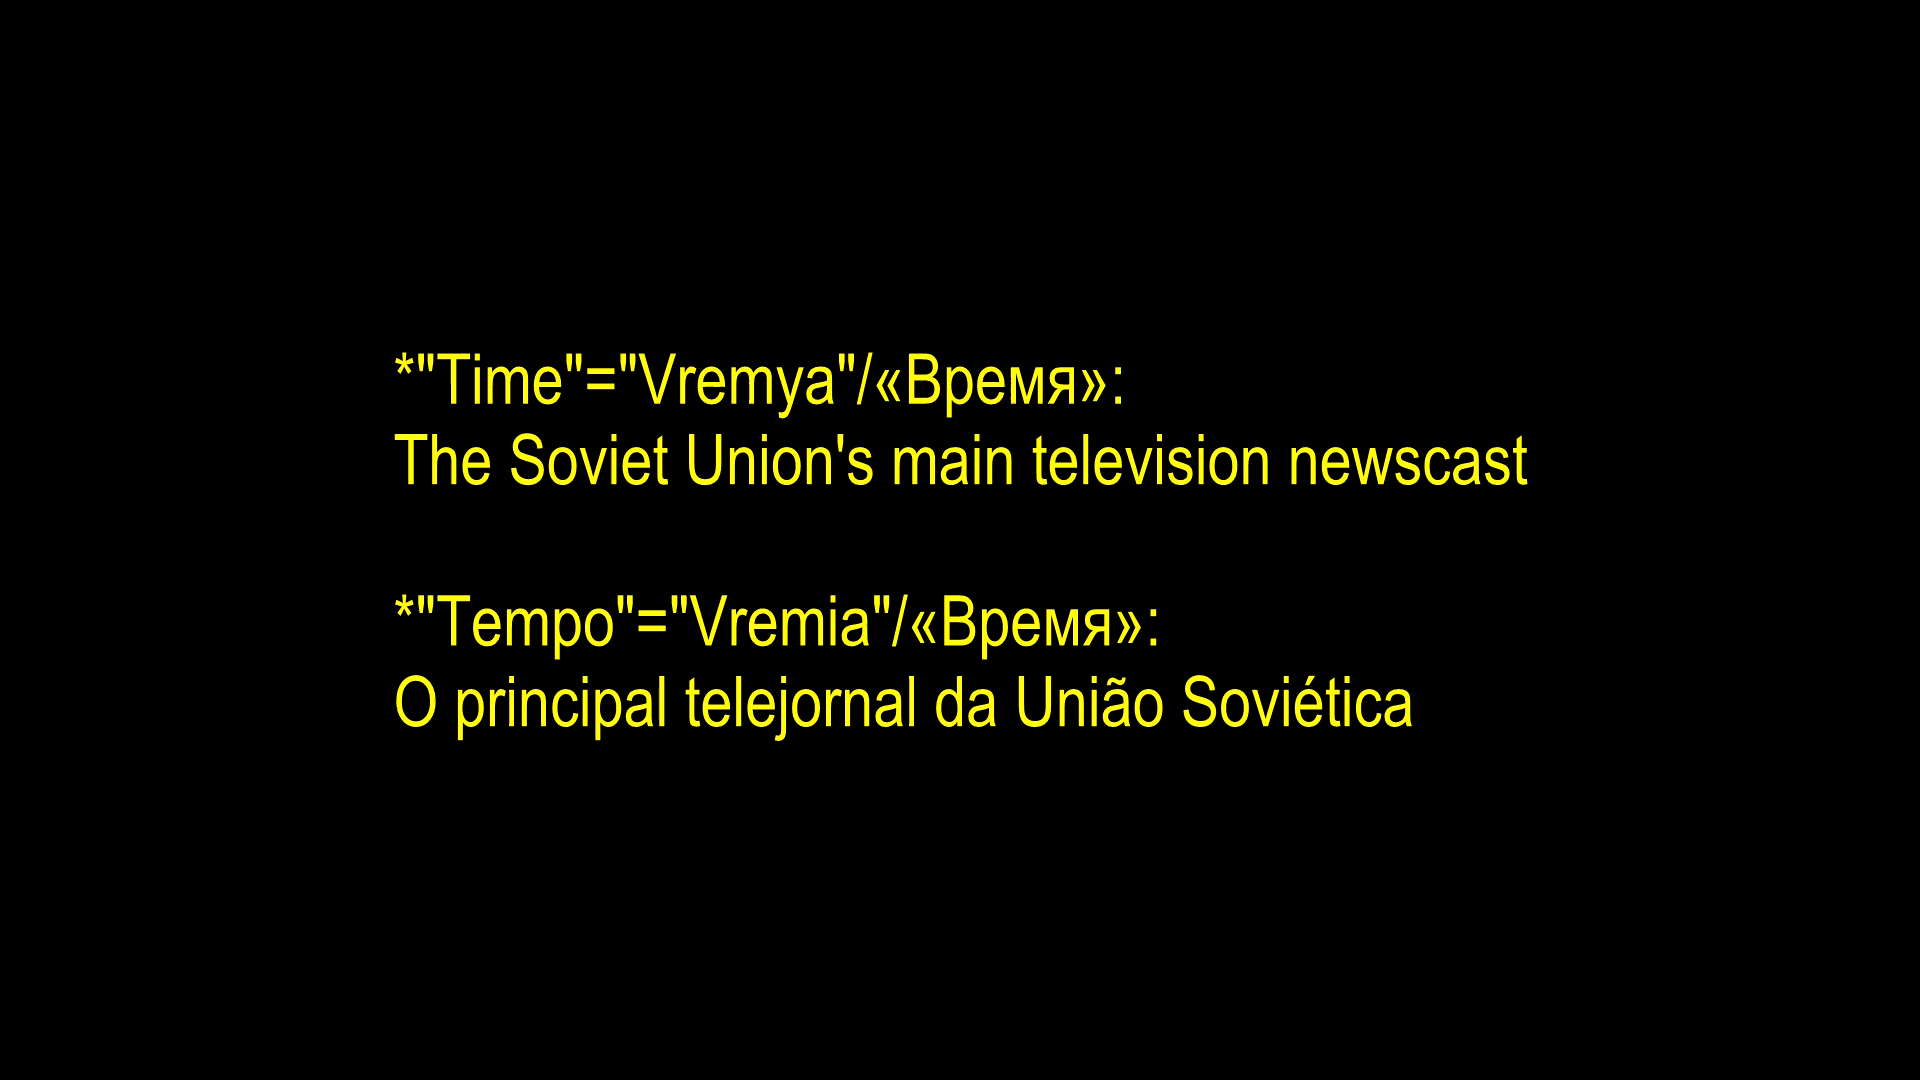 *"Time"="Vremya"/«Время»:
The Soviet Union's main television newscast
*"Tempo"="Vremia"/«Время»:
O principal telejornal da União Soviética